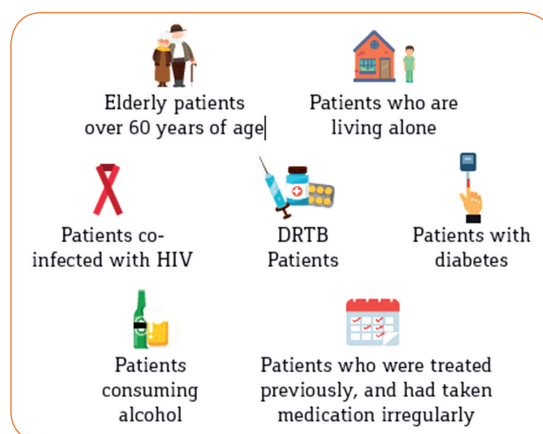 Elderly patients
over 60 years of age
Patients who are
living alone
Patients co-
infected with HIV
DRTB
Patients
Patients with
diabetes
Patients
consuming
alcohol
Patients who were treated
previously, and had taken
medication irregularly